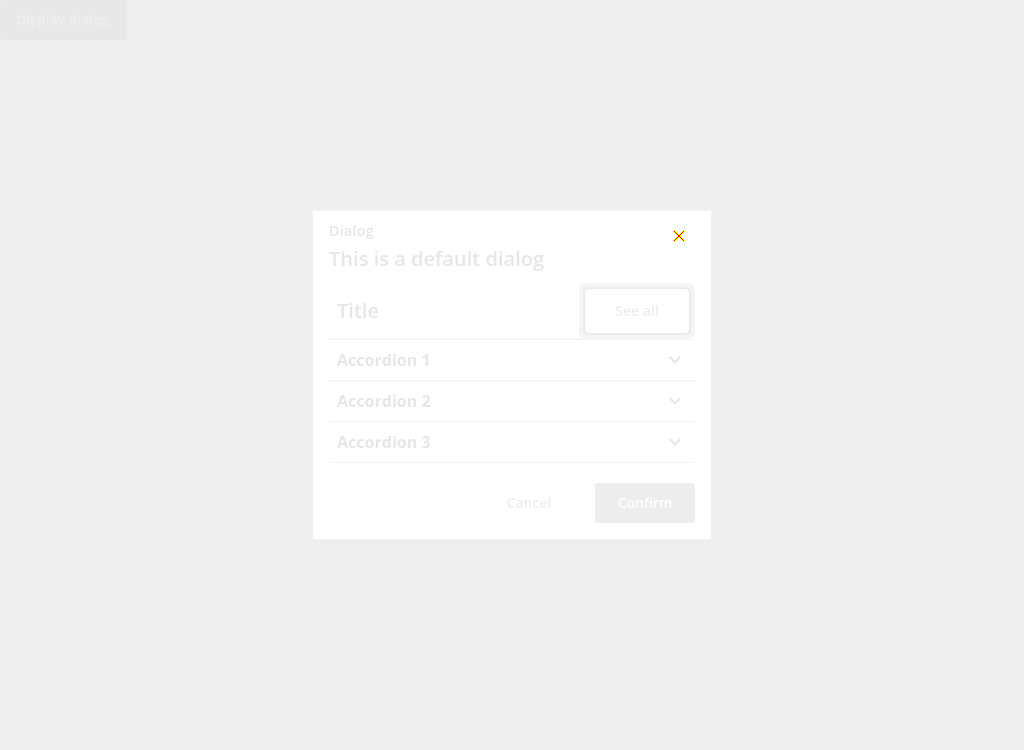 Display dialog
Dialog
This is a default dialog
Title
See all
Accordion 1
Accordion 2
Accordion 3
Cancel
Confirm